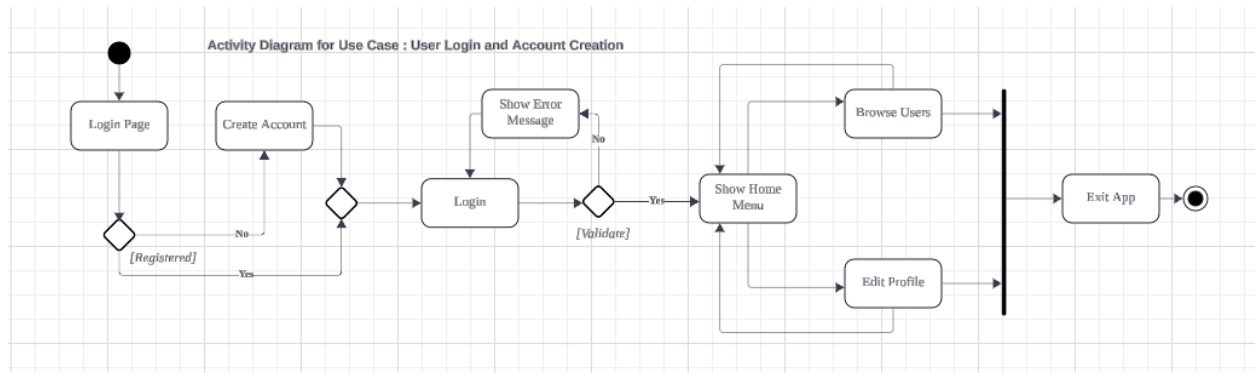 Activity Diagram for Use Case : User Login and Account Creation
Login Page
Create Account
Show Error
Message
Browse Users
No
Login
Yes
Show Home
Menu
Exit App
No
[Registered]
[Validate]
Yes
Edit Profile